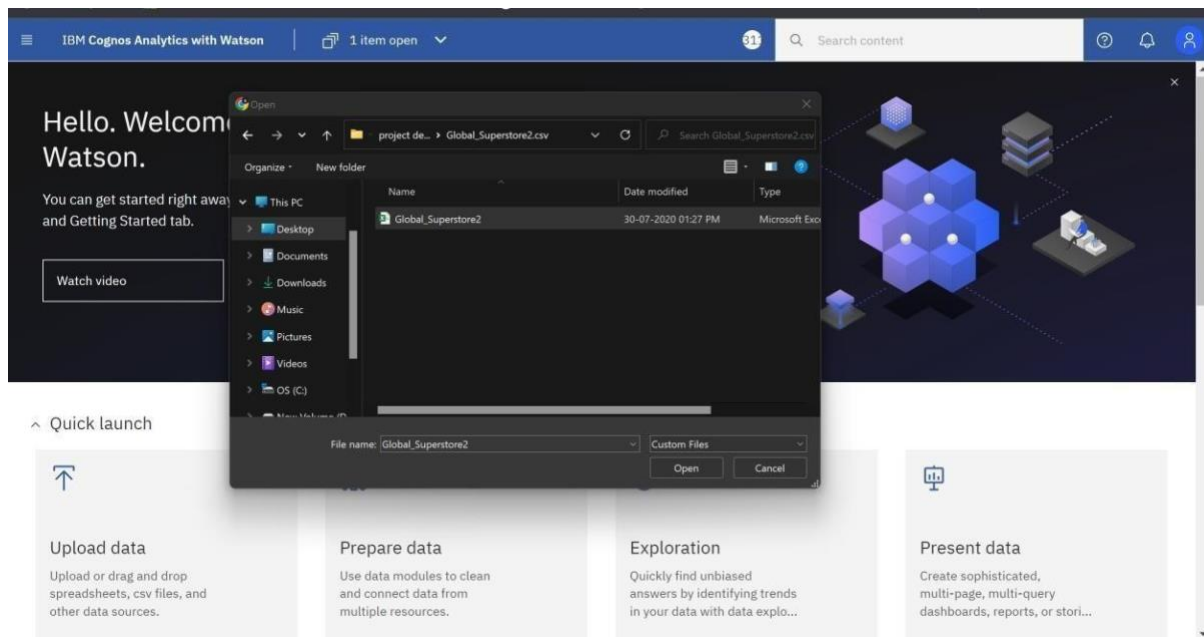 IBM Cognos Analytics with Watson
1 item open
Search content
Hello. Welcom
Watson.
You can get started right away
and Getting Started tab.
Watch video
Open
project de... > Global_Superstore2.csv
Search Global_Superstore2.csv
Organize
New folder
Name
Date modified
Type
This PC
Desktop
Documents
Downloads
Music
Pictures
Videos
OS (C:)
Global_Superstore2
30-07-2020 01:27 PM
Microsoft Exc
File name:
Global_Superstore2
Custom Files
Open
Cancel
Quick launch
Upload data
Upload or drag and drop
spreadsheets, csv files, and
other data sources.
Prepare data
Use data modules to clean
and connect data from
multiple resources.
Exploration
Quickly find unbiased
answers by identifying trends
in your data with data explo...
Present data
Create sophisticated,
multi-page, multi-query
dashboards, reports, or stori...